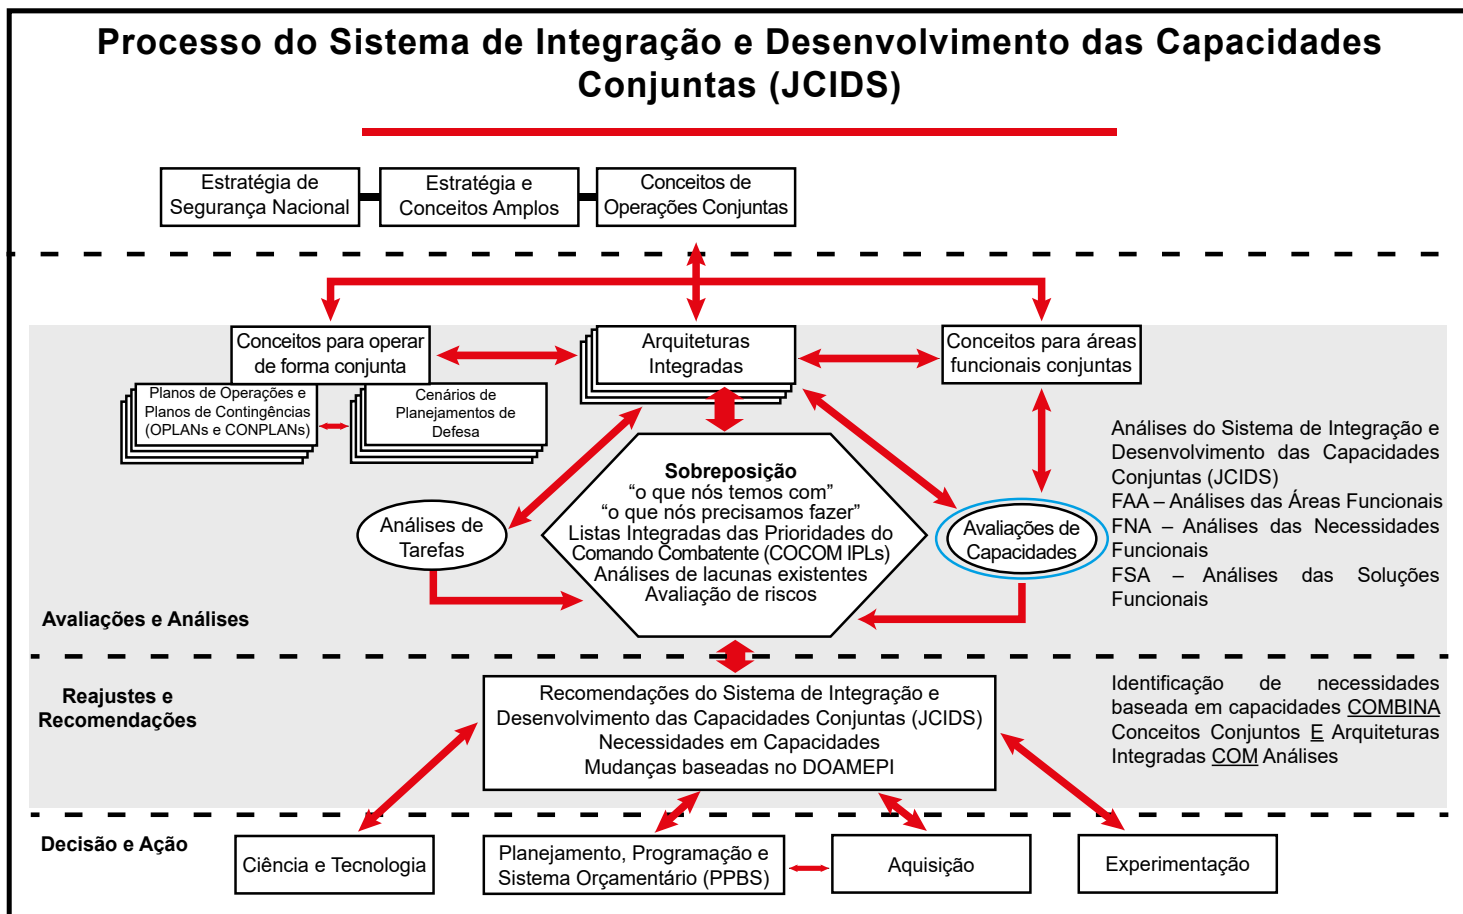 Processo do Sistema de Integração e Desenvolvimento das Capacidades
Conjuntas (JCIDS)
Estratégia de
Segurança Nacional
Estratégia e
Conceitos Amplos
Conceitos de
Operações Conjuntas
Conceitos para operar
de forma conjunta
Arquiteturas
Integradas
Conceitos para áreas
funcionais conjuntas
Planos de Operações e
Planos de Contingências
(OPLANs e CONPLANs)
Cenários de
Planejamentos de
Defesa
Análises de
Tarefas
Sobreposição
“o que nós temos com”
“o que nós precisamos fazer”
Listas Integradas das Prioridades do
Comando Combatente (COCOM IPLs)
Análises de lacunas existentes
Avaliação de riscos
Avaliações de
Capacidades
Análises do Sistema de Integração e
Desenvolvimento das Capacidades
Conjuntas (JCIDS)
FAA – Análises das Áreas Funcionais
FNA – Análises das Necessidades
Funcionais
FSA – Análises das Soluções
Funcionais
Avaliações e Análises
Reajustes e
Recomendações
Recomendações do Sistema de Integração e
Desenvolvimento das Capacidades Conjuntas (JCIDS)
Necessidades em Capacidades
Mudanças baseadas no DOAMEPI
Identificação de necessidades
baseada em capacidades COMBINA
Conceitos Conjuntos E Arquiteturas
Integradas COM Análises
Decisão e Ação
Ciência e Tecnologia
Planejamento, Programação e
Sistema Orçamentário (PPBS)
Aquisição
Experimentação